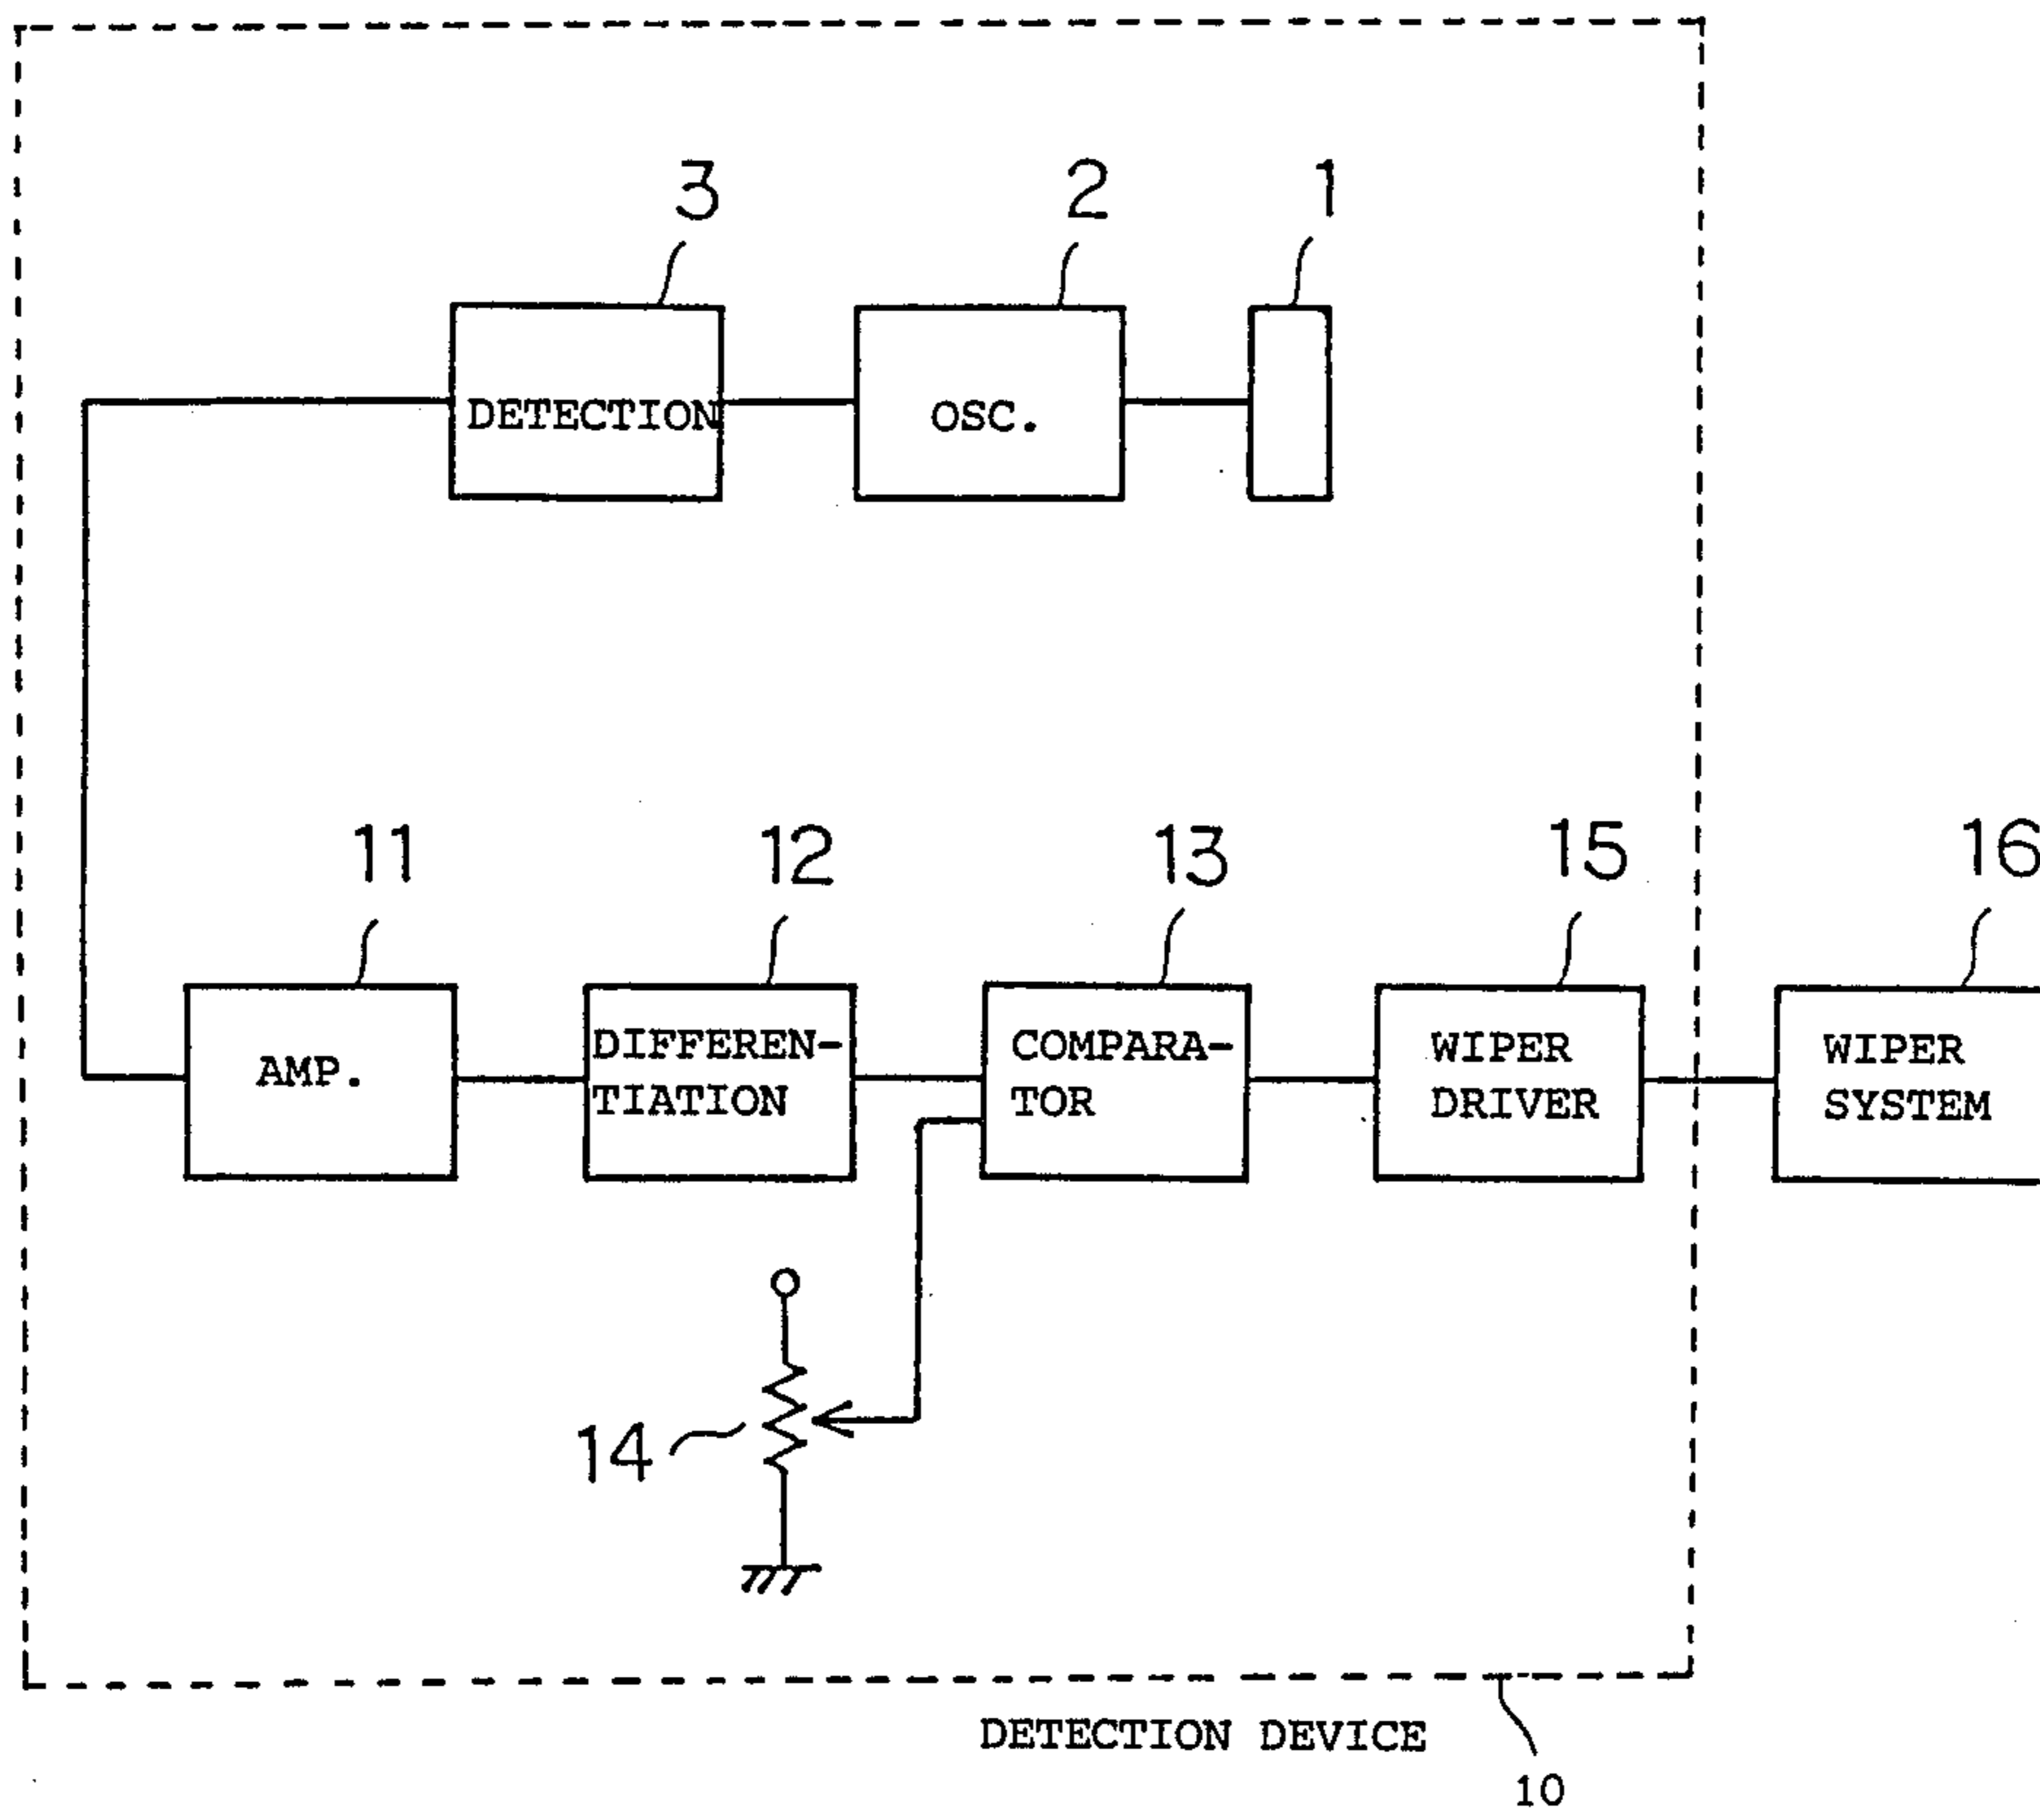 3 2 1
DETECTION OSC.
11 12 13 15 16
AMP. DIFFEREN-
TIATION COMPARA-
TOR WIPER
DRIVER WIPER
SYSTEM
14
DETECTION DEVICE
10